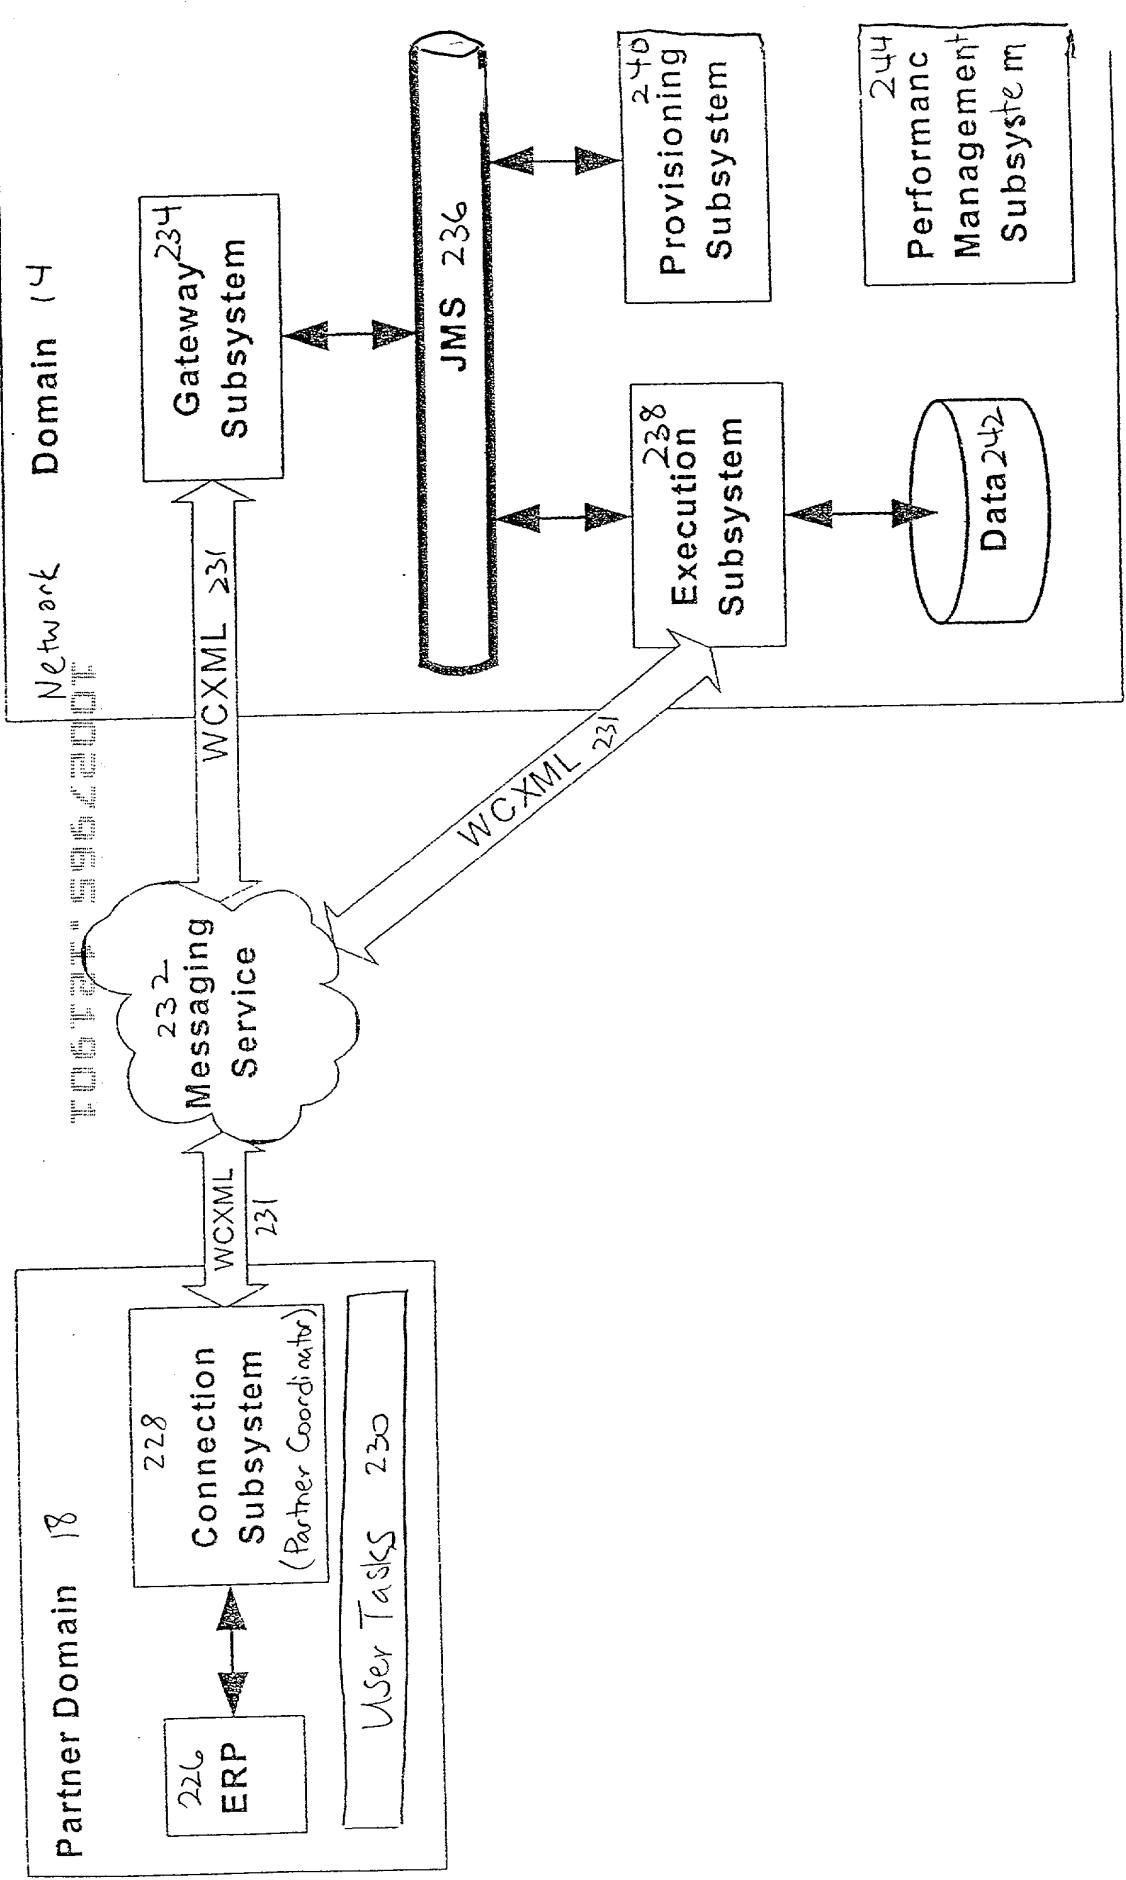 Partner Domain 18
226
ERP
228
Connection
Subsystem
(Partner Coordinator)
User Tasks 230
WCXML
231
232
Messaging
Service
WCXML 231
WCXML
231
Network Domain 14
Gateway 234
Subsystem
JMS 236
238
Execution
Subsystem
Data 242
240
Provisioning
Subsystem
244
Performanc
Management
Subsystem